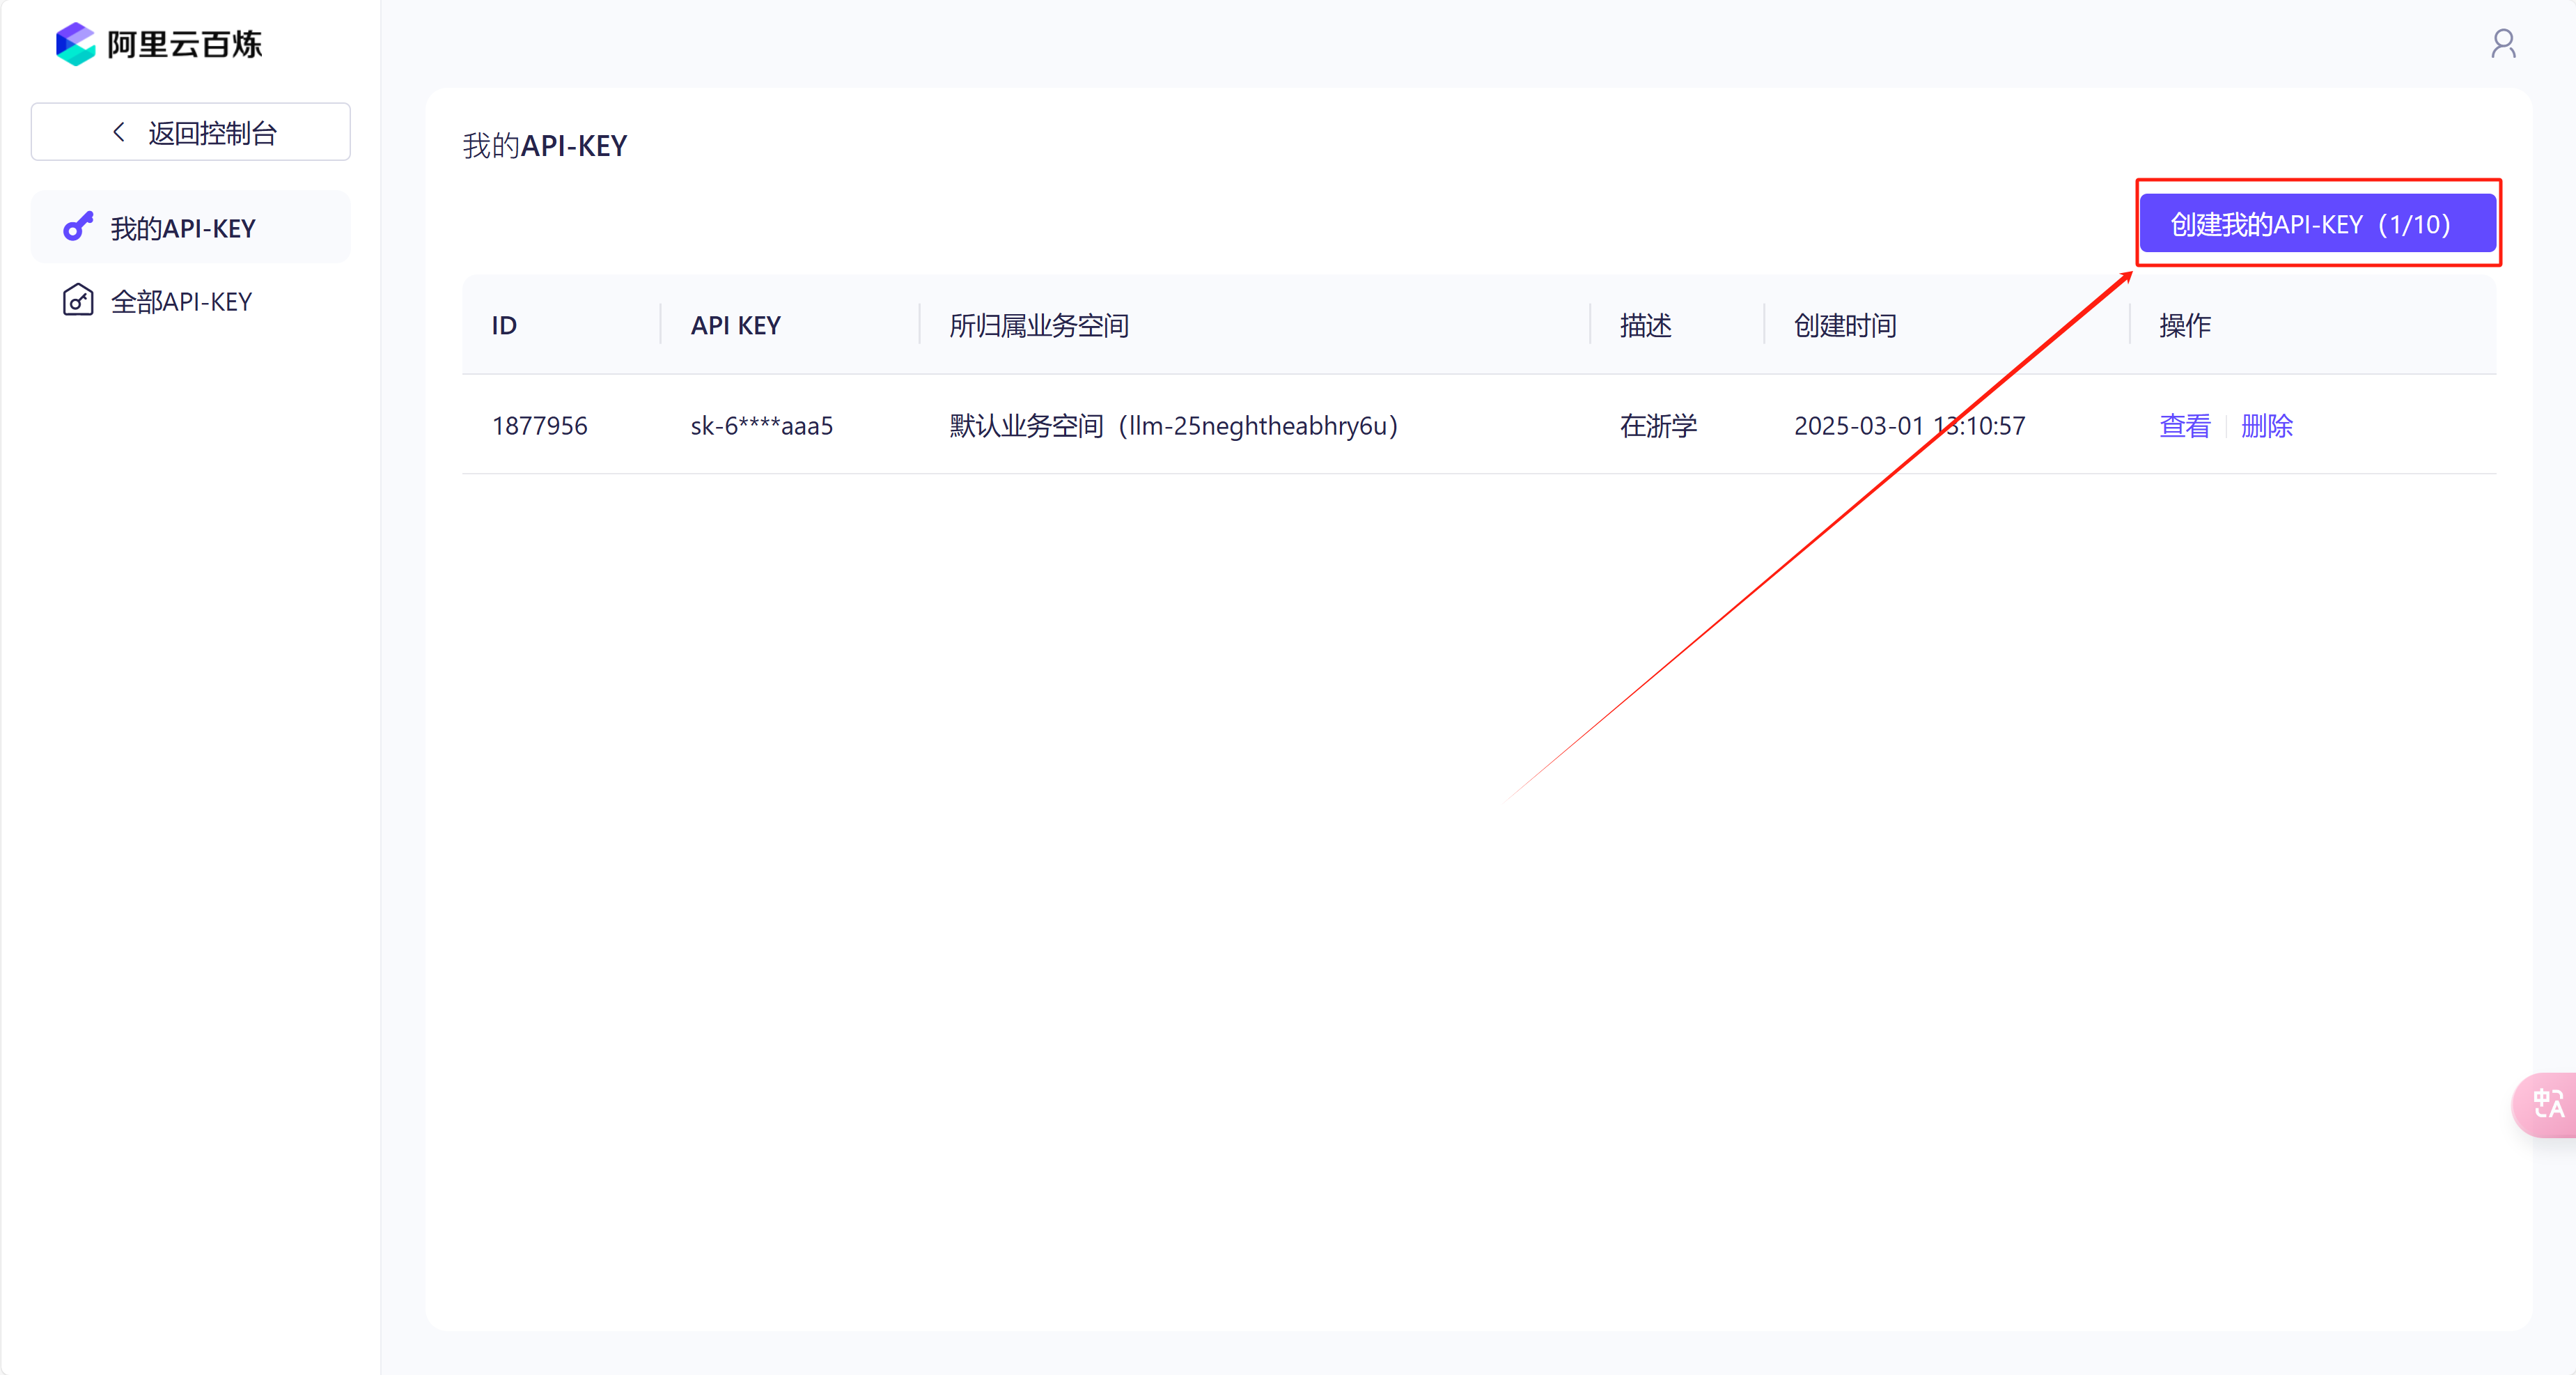 阿里云百炼
返回控制台
我的API-KEY
全部API-KEY
我的API-KEY
创建我的API-KEY（1/10）
ID API KEY 所归属业务空间 描述 创建时间 操作
1877956 sk-6****aaa5 默认业务空间（llm-25neghtheabhry6u） 在浙学 2025-03-01 13:10:57 查看 删除
中A